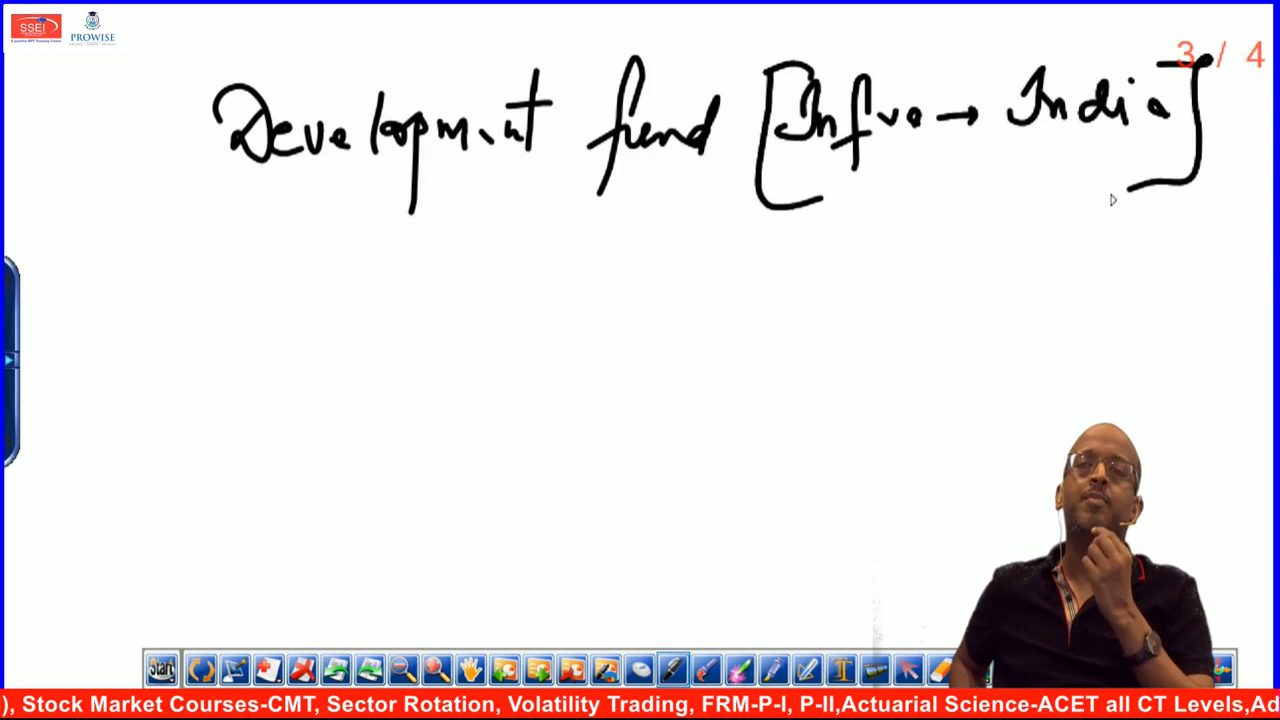 SSEI
PROWISE
3 / 4
Development fund [Infra → India]
Start
), Stock Market Courses-CMT, Sector Rotation, Volatility Trading, FRM-P-I, P-II,Actuarial Science-ACET all CT Levels,Ad